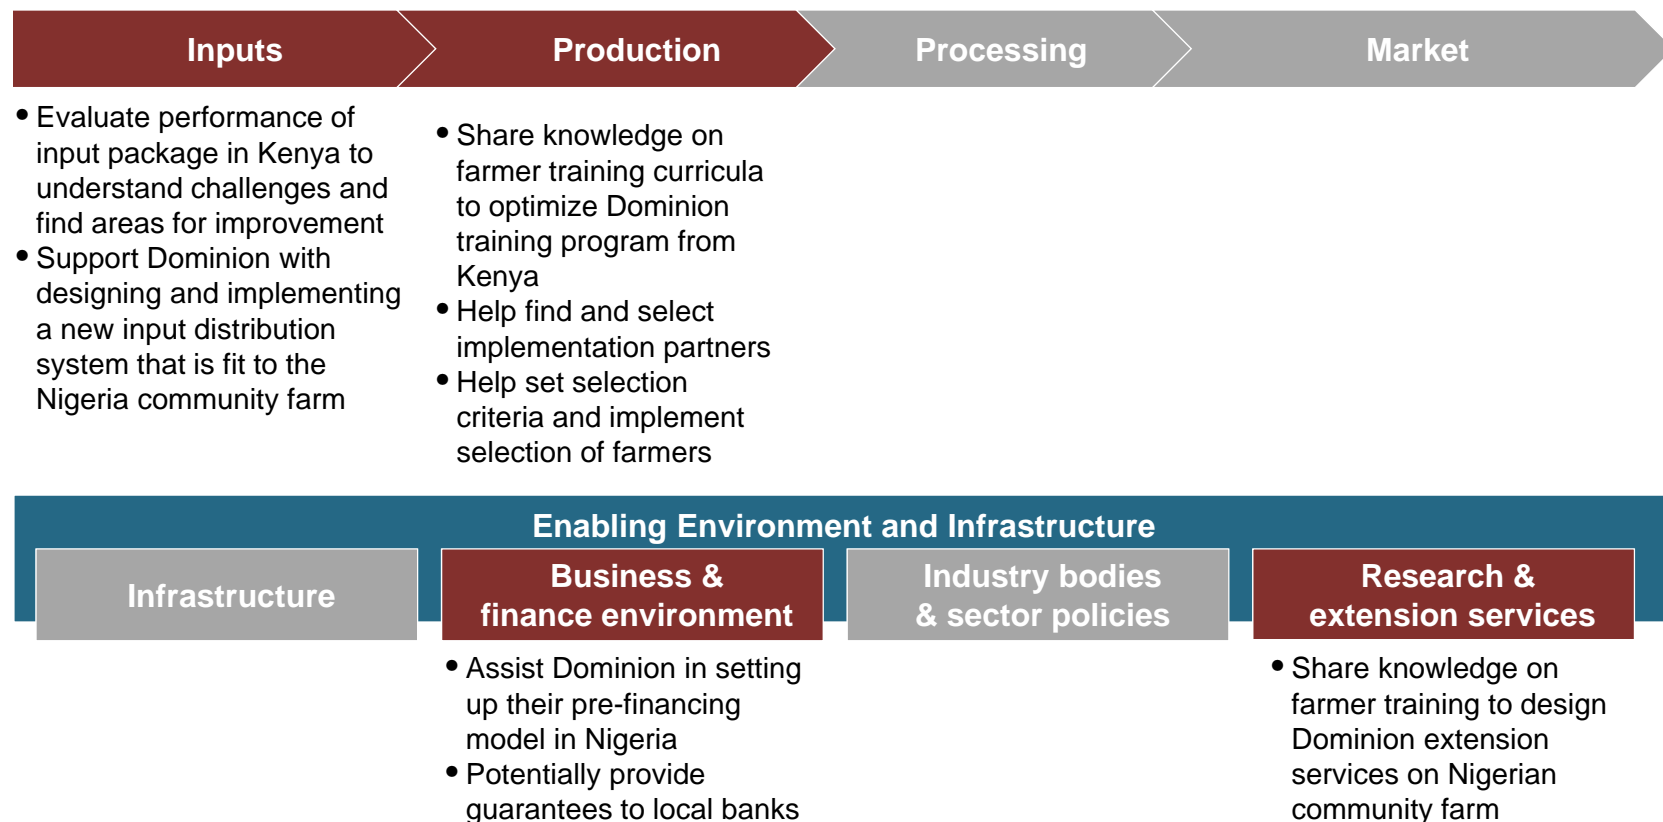 Inputs
Production
Processing
Market
• Evaluate performance of
input package in Kenya to
understand challenges and
find areas for improvement
• Support Dominion with
designing and implementing
a new input distribution
system that is fit to the
Nigeria community farm
• Share knowledge on
farmer training curricula
to optimize Dominion
training program from
Kenya
• Help find and select
implementation partners
• Help set selection
criteria and implement
selection of farmers
Enabling Environment and Infrastructure
Infrastructure
Business &
finance environment
Industry bodies
& sector policies
Research &
extension services
• Assist Dominion in setting
up their pre-financing
model in Nigeria
• Potentially provide
guarantees to local banks
• Share knowledge on
farmer training to design
Dominion extension
services on Nigerian
community farm